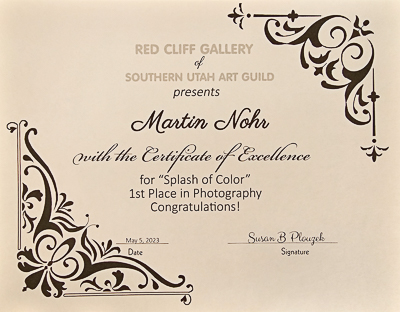 RED CLIFF GALLERY
of
SOUTHERN UTAH ART GUILD
presents
Martin Nohr
with the Certificate of Excellence
for “Splash of Color”
1st Place in Photography
Congratulations!
May 5, 2023 Susan B Plouzek
Date Signature